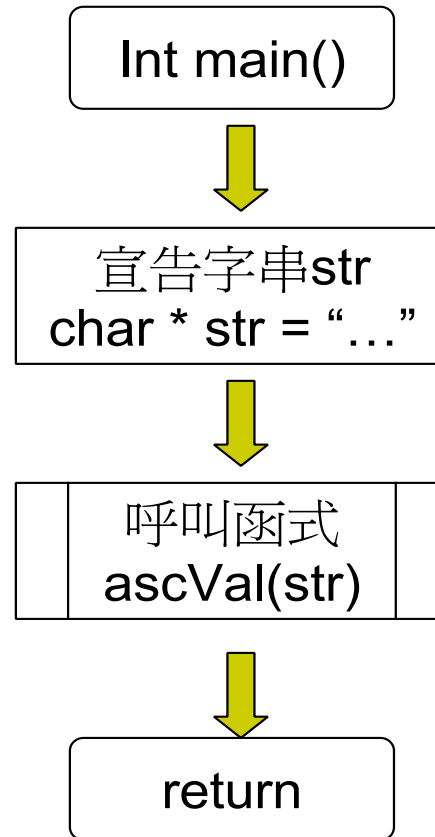 Int main()
宣告字串str
char * str = “…”
呼叫函式
ascVal(str)
return